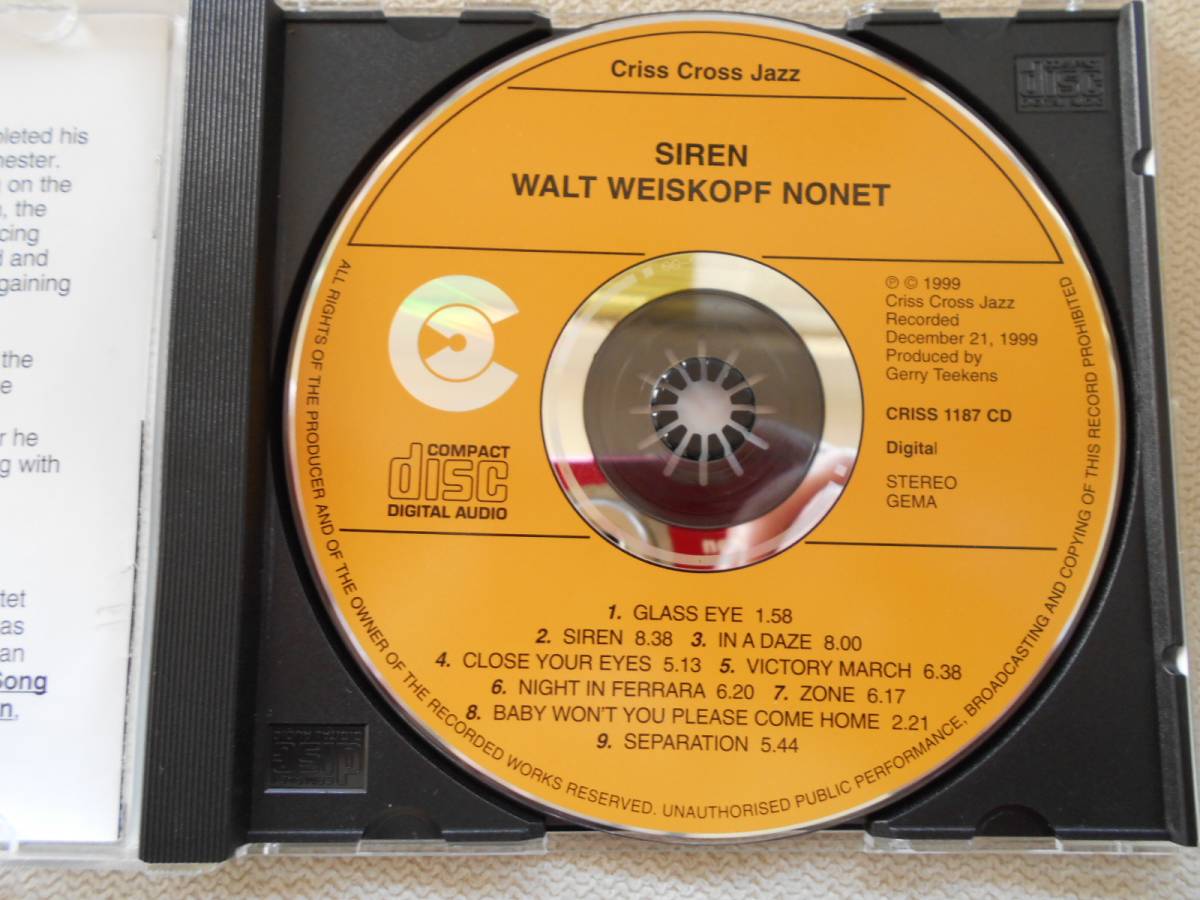 pleted his
hester.
on the
, the
cing
d and
gaining
the
e
r he
g with
tet
as
an
Song
n,
Criss Cross Jazz
SIREN
WALT WEISKOPF NONET
COMPACT
disc
DIGITAL AUDIO
℗ © 1999
Criss Cross Jazz
Recorded
December 21, 1999
Produced by
Gerry Teekens
CRISS 1187 CD
Digital
STEREO
GEMA
1. GLASS EYE 1.58
2. SIREN 8.38 3. IN A DAZE 8.00
4. CLOSE YOUR EYES 5.13 5. VICTORY MARCH 6.38
6. NIGHT IN FERRARA 6.20 7. ZONE 6.17
8. BABY WON'T YOU PLEASE COME HOME 2.21
9. SEPARATION 5.44
ALL RIGHTS OF THE PRODUCER AND OF THE OWNER OF THE RECORDED WORKS RESERVED. UNAUTHORISED PUBLIC PERFORMANCE, BROADCASTING AND COPYING OF THIS RECORD PROHIBITED
COMPACT
disc
DIGITAL AUDIO